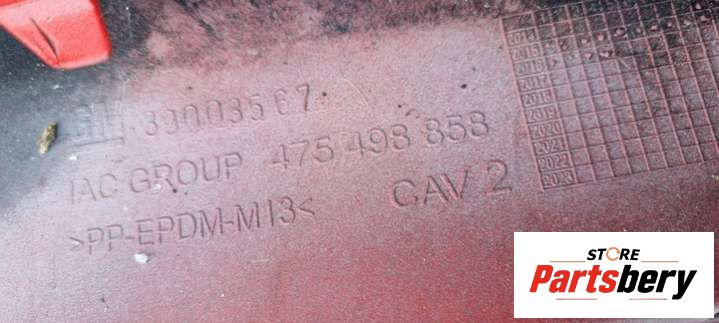 GM 39003567
IAC GROUP 475 498 858
>PP-EPDM-M13< CAV 2
2014
2015
2016
2017
2018
2019
2020
2021
2022
2023
STORE
Partsbery